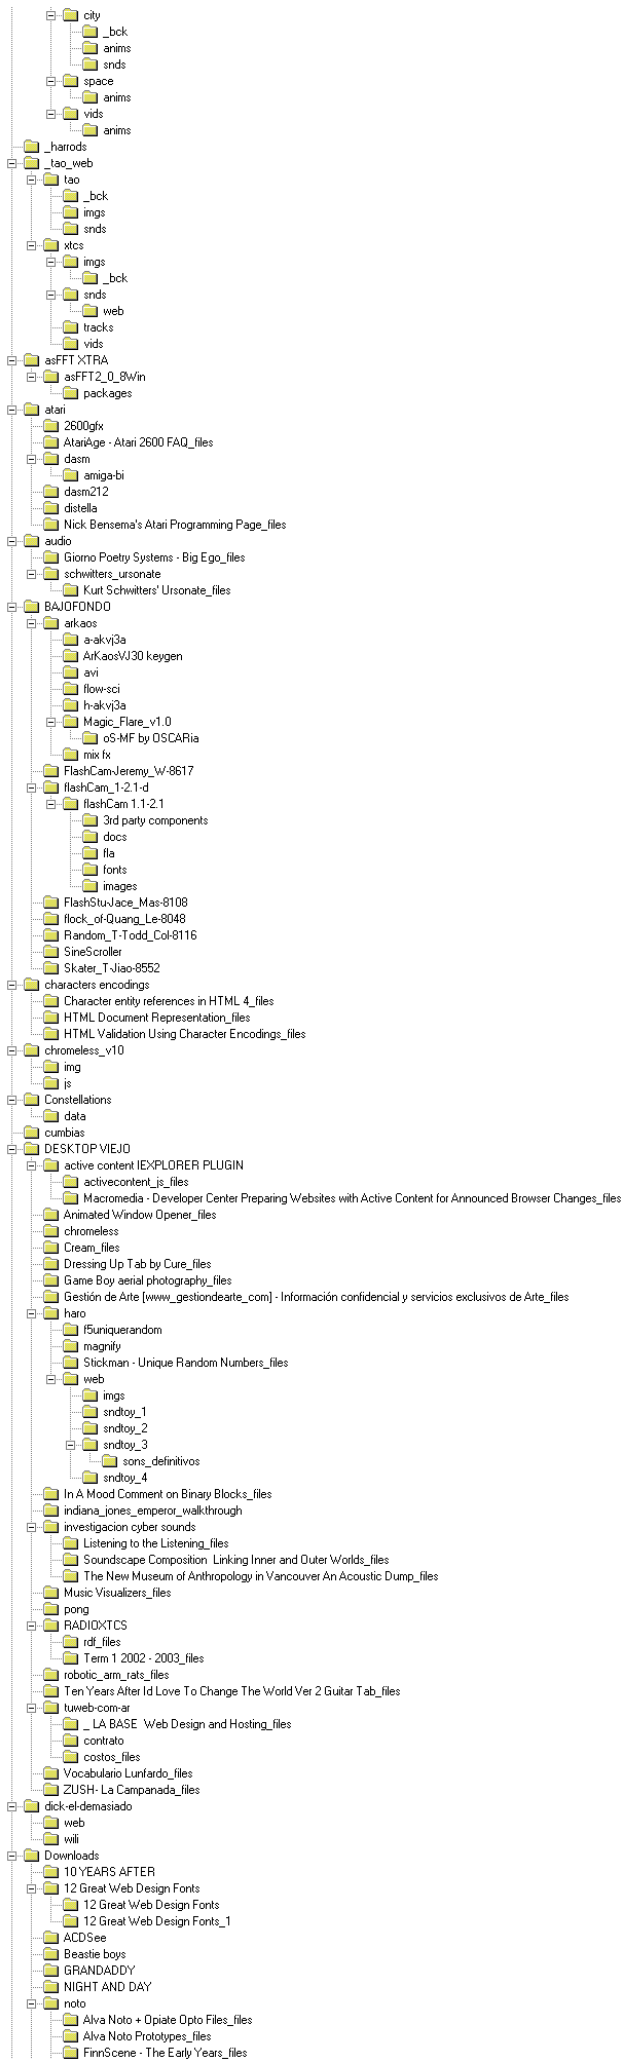 city
_bck
anims
snds
space
anims
vids
anims
_harrods
_tao_web
tao
_bck
imgs
snds
xtcs
imgs
_bck
snds
web
tracks
vids
asFFT XTRA
asFFT2_0_8Win
packages
atari
2600gfx
AtariAge - Atari 2600 FAQ_files
dasm
amiga-bi
dasm212
distella
Nick Bensema's Atari Programming Page_files
audio
Giorno Poetry Systems - Big Ego_files
schwitters_ursonate
Kurt Schwitters' Ursonate_files
BAJOFONDO
arkaos
a-akvj3a
ArKaosVJ30 keygen
avi
flow-sci
h-akvj3a
Magic_Flare_v1.0
oS-MF by OSCARia
mix fx
FlashCam-Jeremy_W-8617
flashCam_1-2.1-d
flashCam 1.1-2.1
3rd party components
docs
fla
fonts
images
FlashStu-Jace_Mas-8108
flock_of-Quang_Le-8048
Random_T-Todd_Col-8116
SineScroller
Skater_T-Jiao-8552
characters encodings
Character entity references in HTML 4_files
HTML Document Representation_files
HTML Validation Using Character Encodings_files
chromeless_v10
img
js
Constellations
data
cumbias
DESKTOP VIEJO
active content IEXPLORER PLUGIN
activecontent_js_files
Macromedia - Developer Center Preparing Websites with Active Content for Announced Browser Changes_files
Animated Window Opener_files
chromeless
Cream_files
Dressing Up Tab by Cure_files
Game Boy aerial photography_files
Gestión de Arte [www_gestiondearte_com] - Información confidencial y servicios exclusivos de Arte_files
haro
f5uniquerandom
magnify
Stickman - Unique Random Numbers_files
web
imgs
sndtoy_1
sndtoy_2
sndtoy_3
sons_definitivos
sndtoy_4
In A Mood Comment on Binary Blocks_files
indiana_jones_emperor_walkthrough
investigacion cyber sounds
Listening to the Listening_files
Soundscape Composition  Linking Inner and Outer Worlds_files
The New Museum of Anthropology in Vancouver An Acoustic Dump_files
Music Visualizers_files
pong
RADIOXTCS
rdf_files
Term 1 2002 - 2003_files
robotic_arm_rats_files
Ten Years After Id Love To Change The World Ver 2 Guitar Tab_files
tuweb-com-ar
_ LA BASE  Web Design and Hosting_files
contrato
costos_files
Vocabulario Lunfardo_files
ZUSH- La Campanada_files
dick-el-demasiado
web
wili
Downloads
10 YEARS AFTER
12 Great Web Design Fonts
12 Great Web Design Fonts
12 Great Web Design Fonts_1
ACDSee
Beastie boys
GRANDADDY
NIGHT AND DAY
noto
Alva Noto + Opiate Opto Files_files
Alva Noto Prototypes_files
FinnScene - The Early Years_files